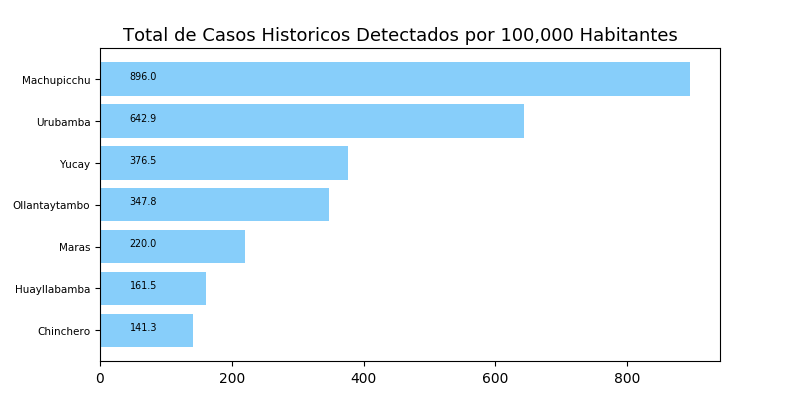 Total de Casos Historicos Detectados por 100,000 Habitantes
Machupicchu 896.0
Urubamba 642.9
Yucay 376.5
Ollantaytambo 347.8
Maras 220.0
Huayllabamba 161.5
Chinchero 141.3
0 200 400 600 800